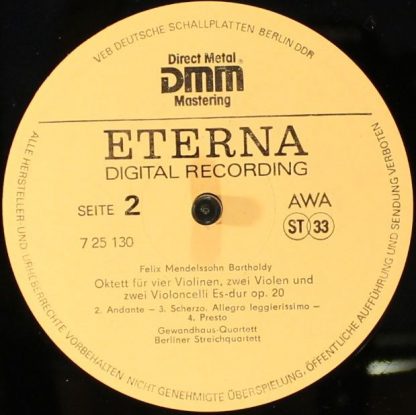 VEB DEUTSCHE SCHALLPLATTEN BERLIN DDR
Direct Metal
DMM
Mastering
ETERNA
DIGITAL RECORDING
SEITE 2
AWA
ST 33
7 25 130
Felix Mendelssohn Bartholdy
Oktett für vier Violinen, zwei Violen und
zwei Violoncelli Es-dur op. 20
2. Andante – 3. Scherzo. Allegro leggierissimo –
4. Presto
Gewandhaus-Quartett
Berliner Streichquartett
ALLE HERSTELLER- UND URHEBERRECHTE VORBEHALTEN NICHT GENEHMIGTE ÜBERSPIELUNG, ÖFFENTLICHE AUFFÜHRUNG UND SENDUNG VERBOTEN